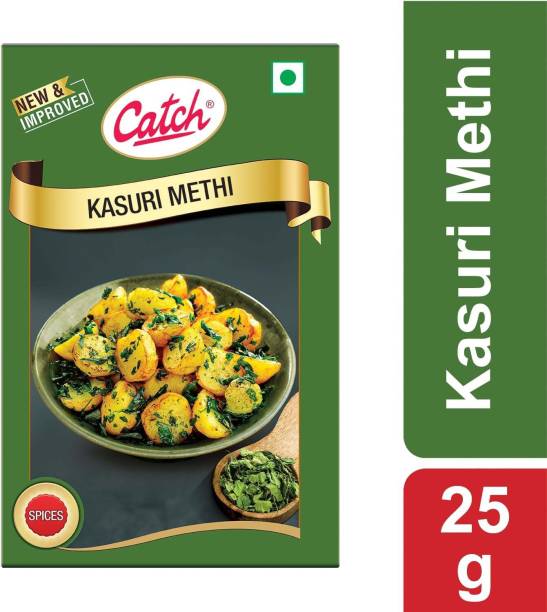 NEW &
IMPROVED
Catch®
KASURI METHI
SPICES
Kasuri Methi
25
g